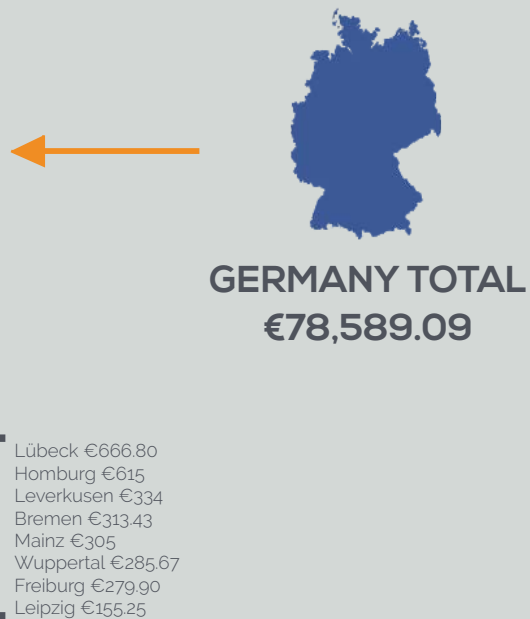 GERMANY TOTAL
€78,589.09
Lübeck €666.80
Homburg €615
Leverkusen €334
Bremen €313.43
Mainz €305
Wuppertal €285.67
Freiburg €279.90
Leipzig €155.25